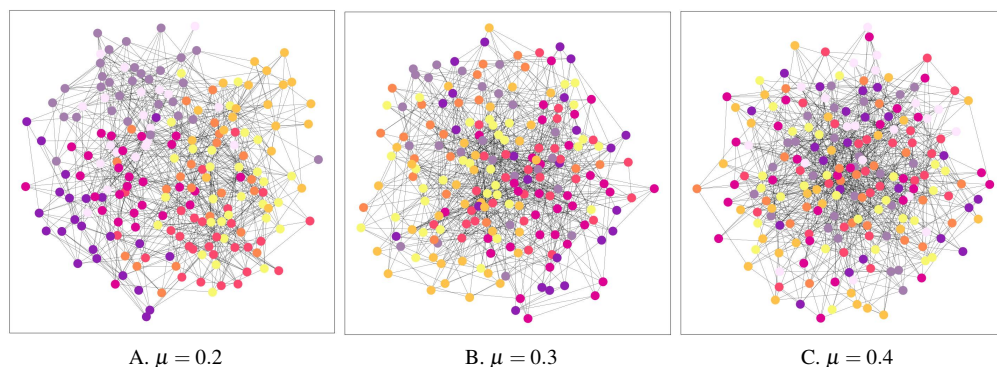 A. μ = 0.2
B. μ = 0.3
C. μ = 0.4